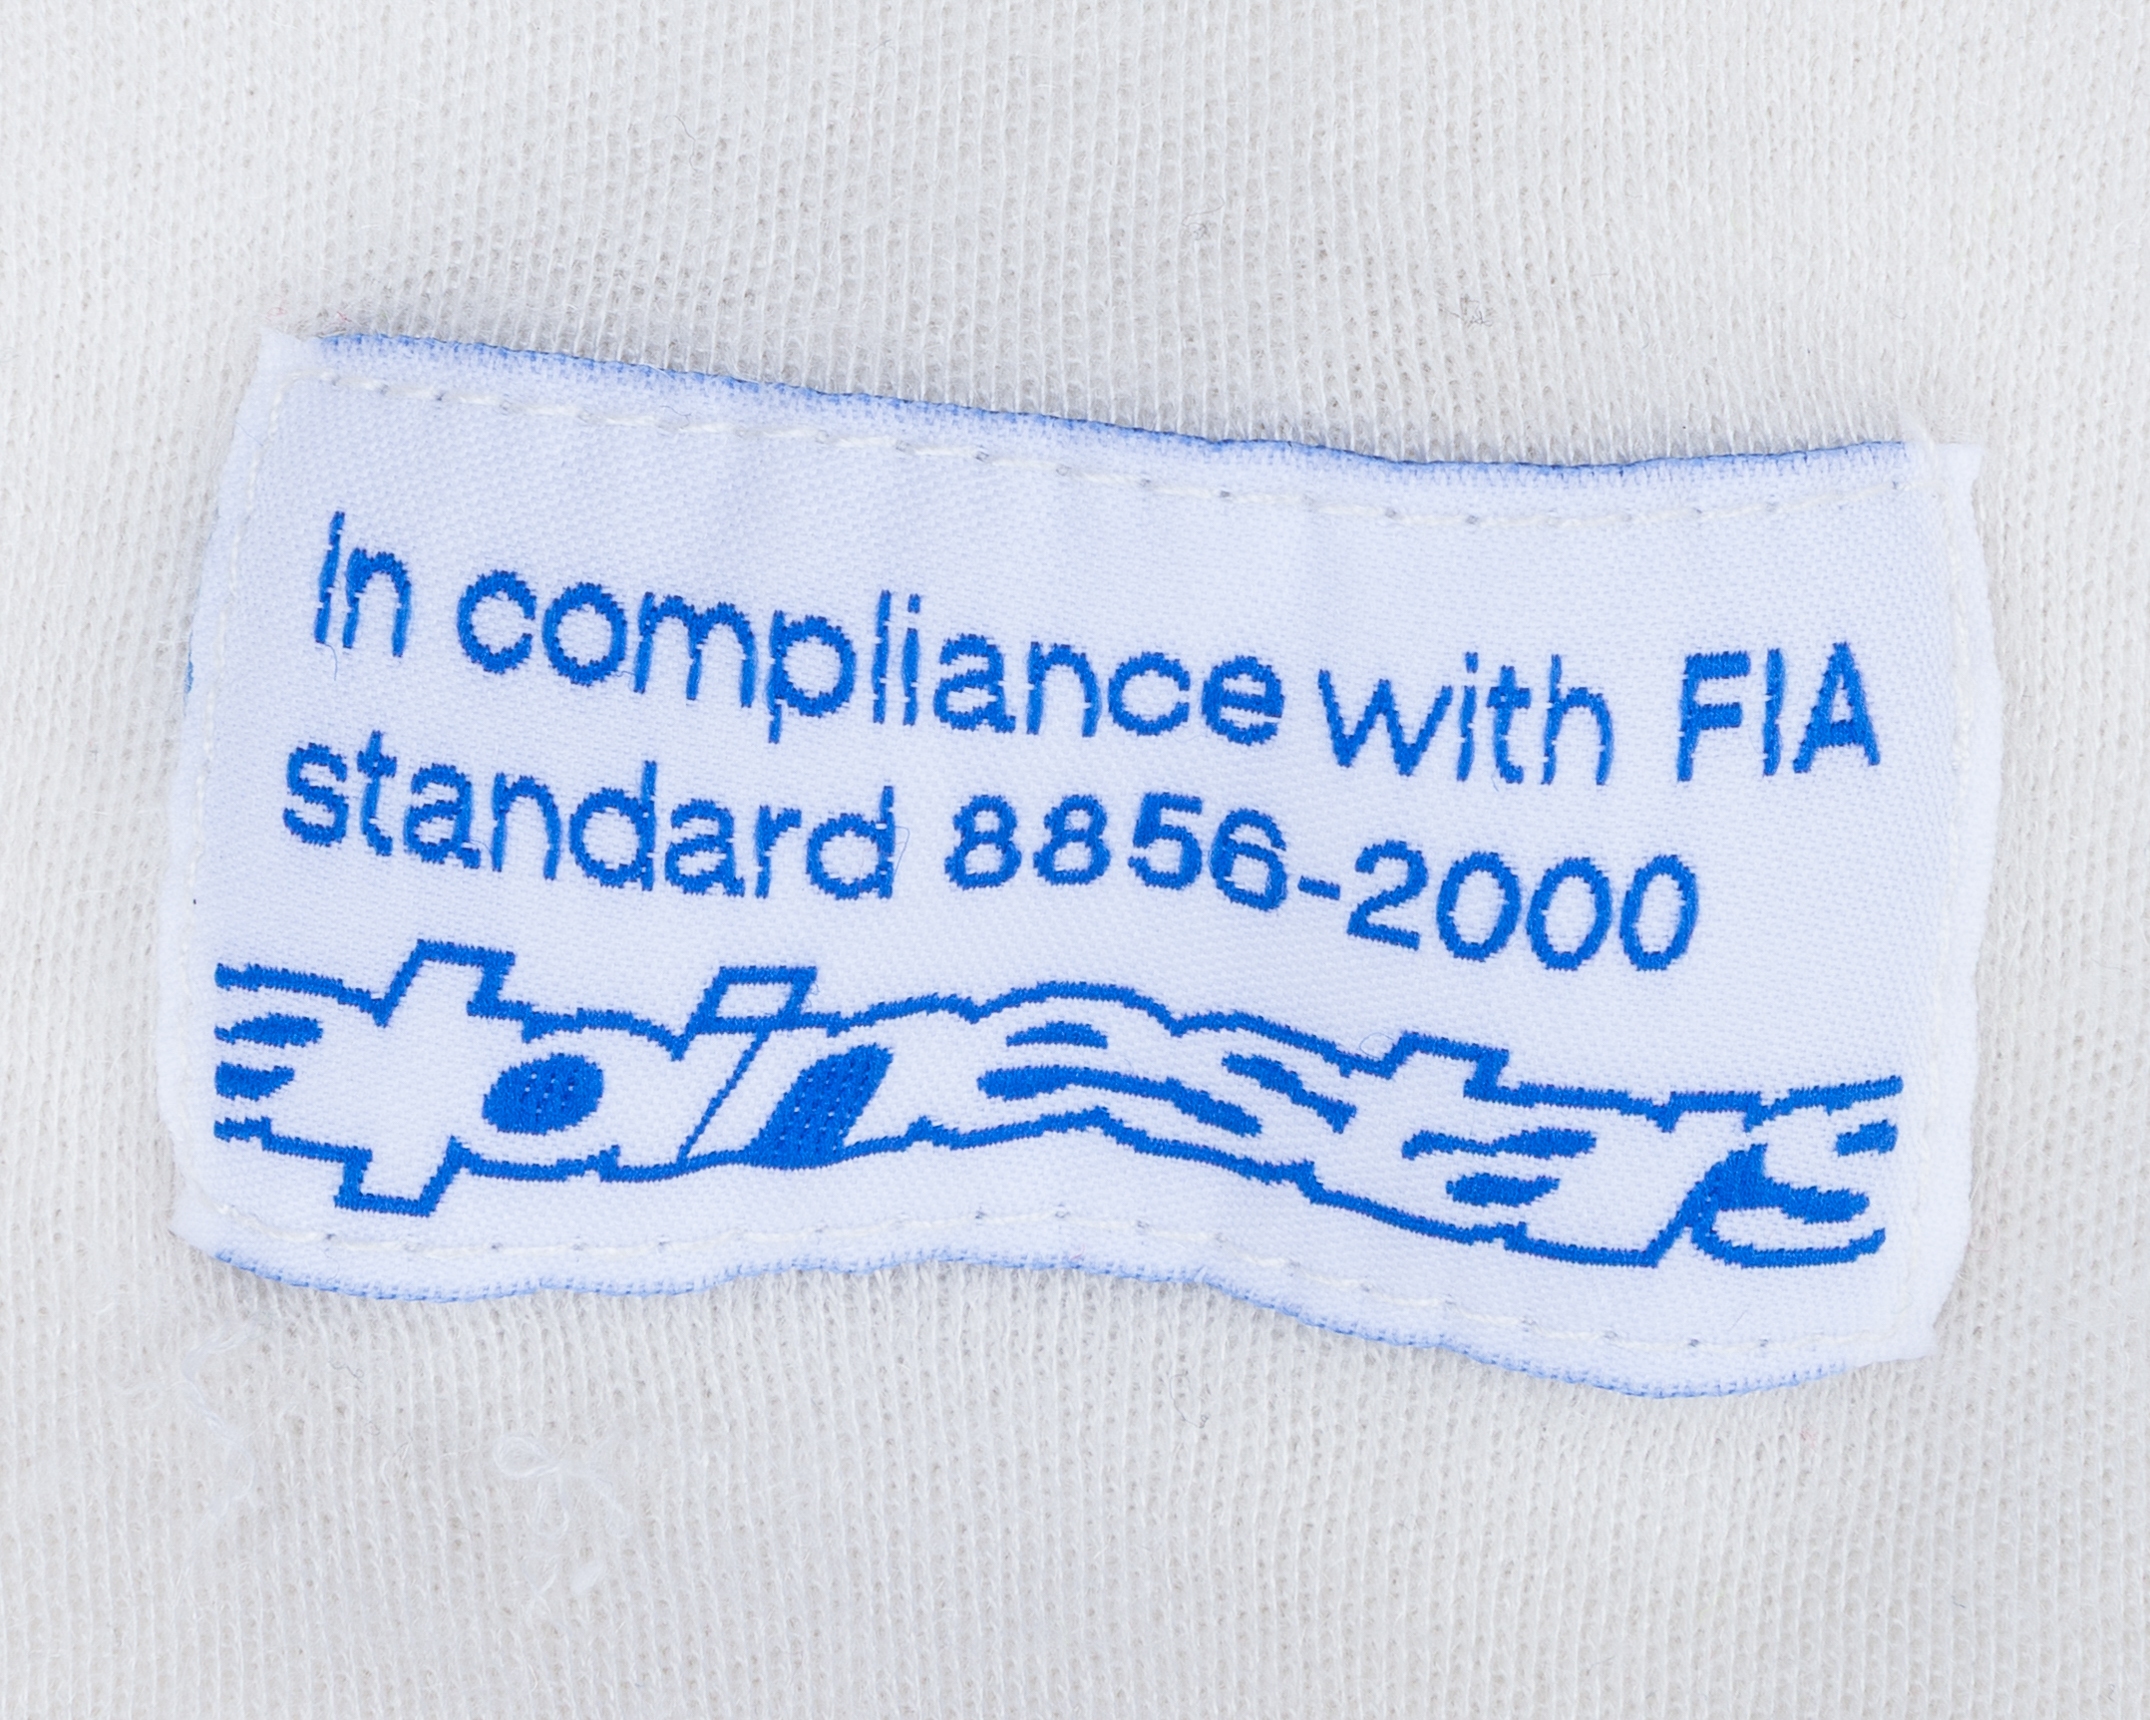 In compliance with FIA
standard 8856-2000